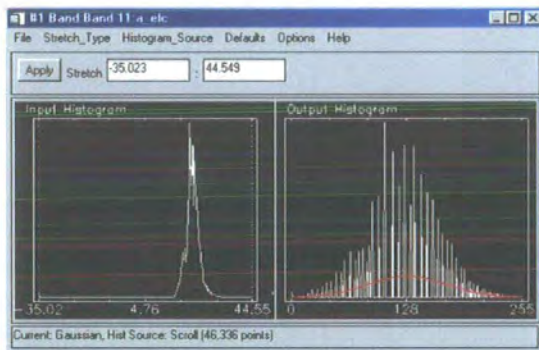 #1 Band Band 11:a_elc
File Stretch_Type Histogram_Source Defaults Options Help
Apply Stretch -35.023 : 44.549
Input Histogram Output Histogram
-35.02 4.76 44.55 0 128 255
Current: Gaussian, Hist Source: Scroll (46,336 points)